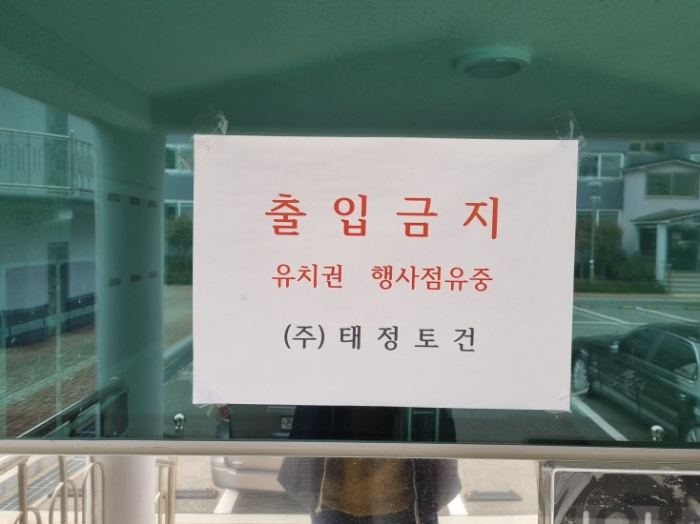 출입금지
유치권 행사점유중
(주)태정토건